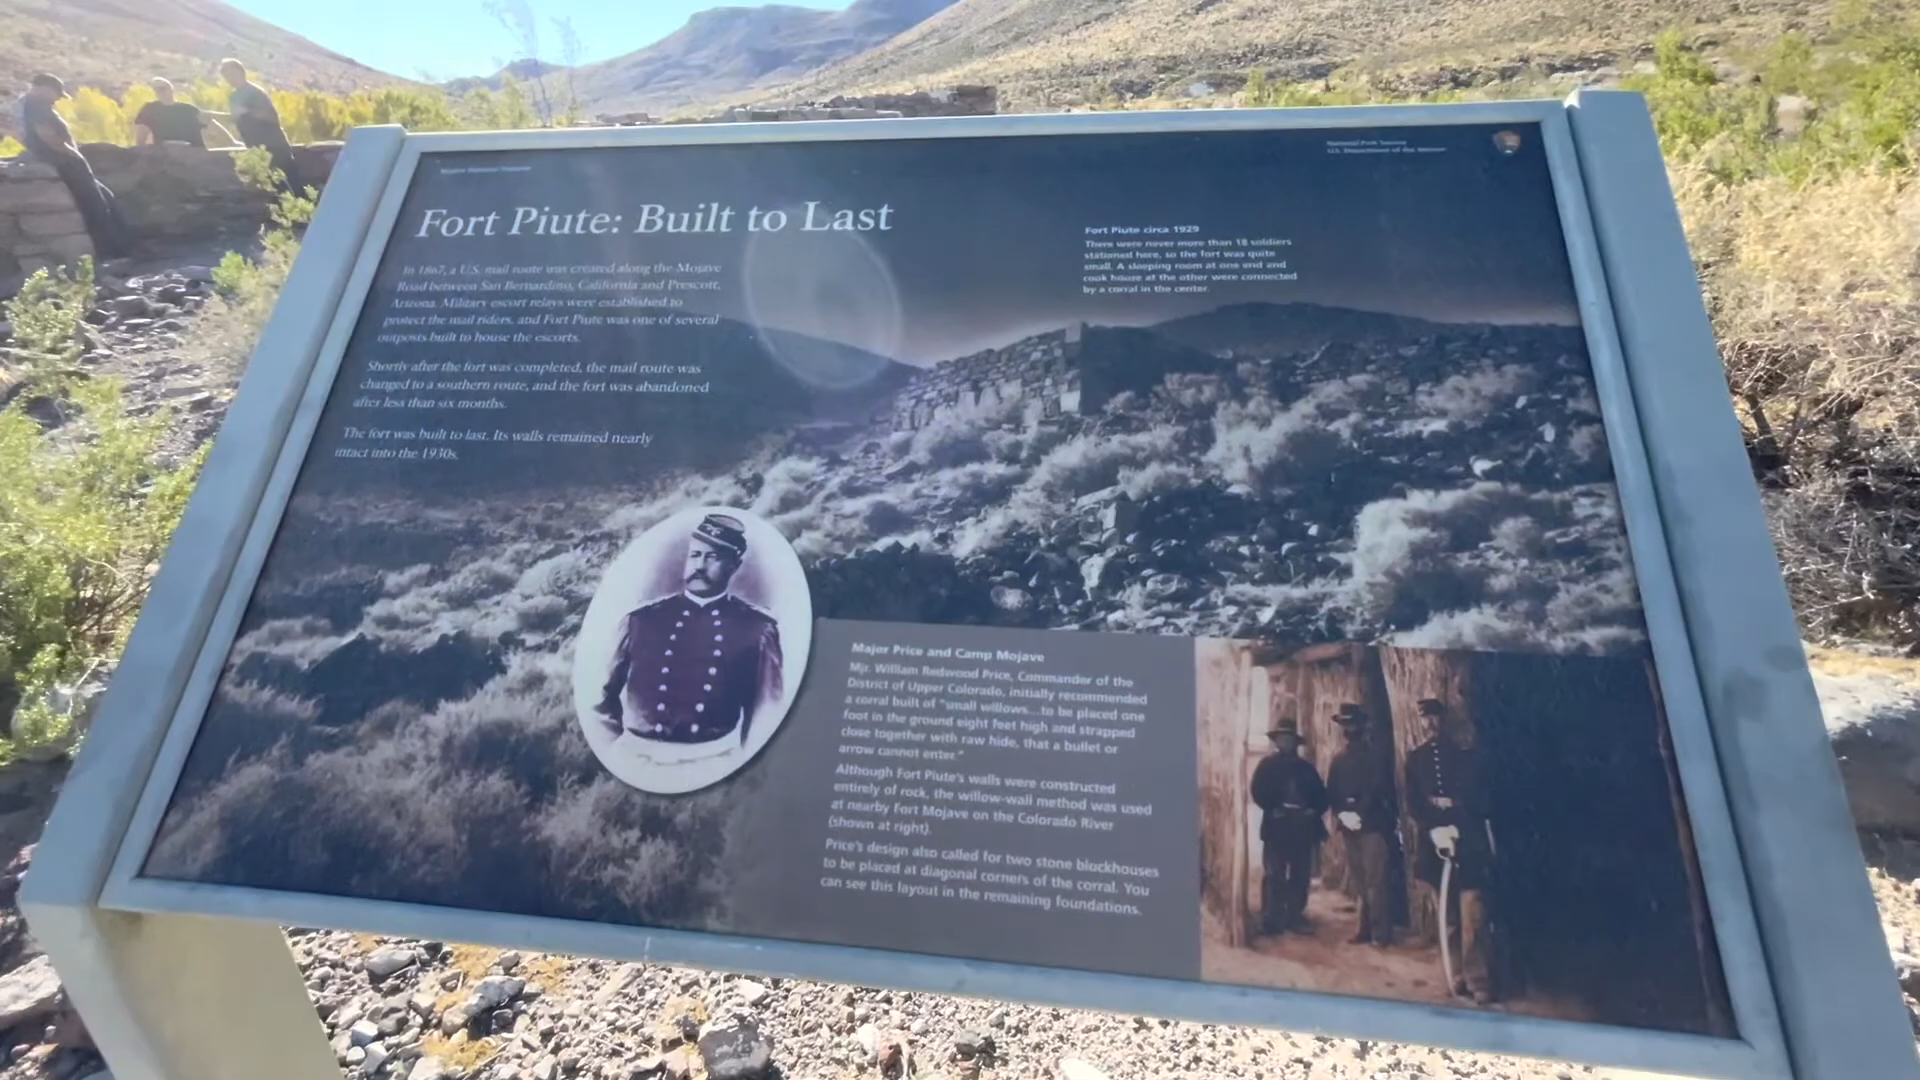 Mojave National Preserve
National Park Service
U.S. Department of the Interior
Fort Piute: Built to Last
In 1867, a U.S. mail route was created along the Mojave
Road between San Bernardino, California and Prescott,
Arizona. Military escort relays were established to
protect the mail riders, and Fort Piute was one of several
outposts built to house the escorts.
Shortly after the fort was completed, the mail route was
changed to a southern route, and the fort was abandoned
after less than six months.
The fort was built to last. Its walls remained nearly
intact into the 1930s.
Fort Piute circa 1929
There were never more than 18 soldiers
stationed here, so the fort was quite
small. A sleeping room at one end and
cook house at the other were connected
by a corral in the center.
Major Price and Camp Mojave
Mjr. William Redwood Price, Commander of the
District of Upper Colorado, initially recommended
a corral built of "small willows...to be placed one
foot in the ground eight feet high and strapped
close together with raw hide, that a bullet or
arrow cannot enter."
Although Fort Piute's walls were constructed
entirely of rock, the willow-wall method was used
at nearby Fort Mojave on the Colorado River
(shown at right).
Price's design also called for two stone blockhouses
to be placed at diagonal corners of the corral. You
can see this layout in the remaining foundations.